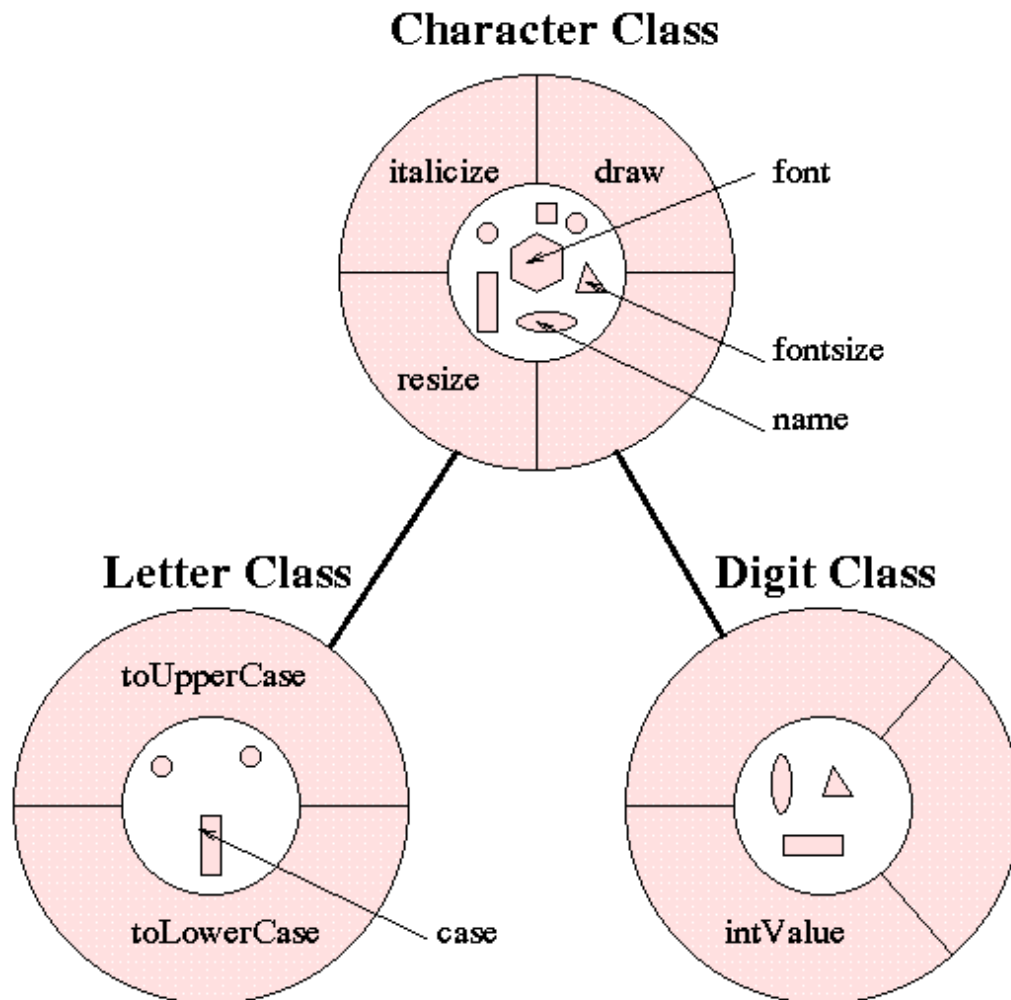 Character Class
italicize
draw
font
resize
fontsize
name
Letter Class
Digit Class
toUpperCase
toLowerCase
case
intValue